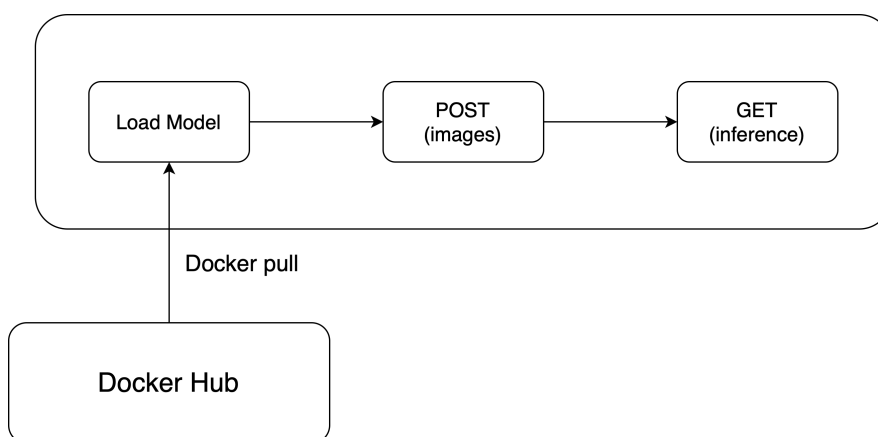 Load Model
POST
(images)
GET
(inference)
Docker pull
Docker Hub